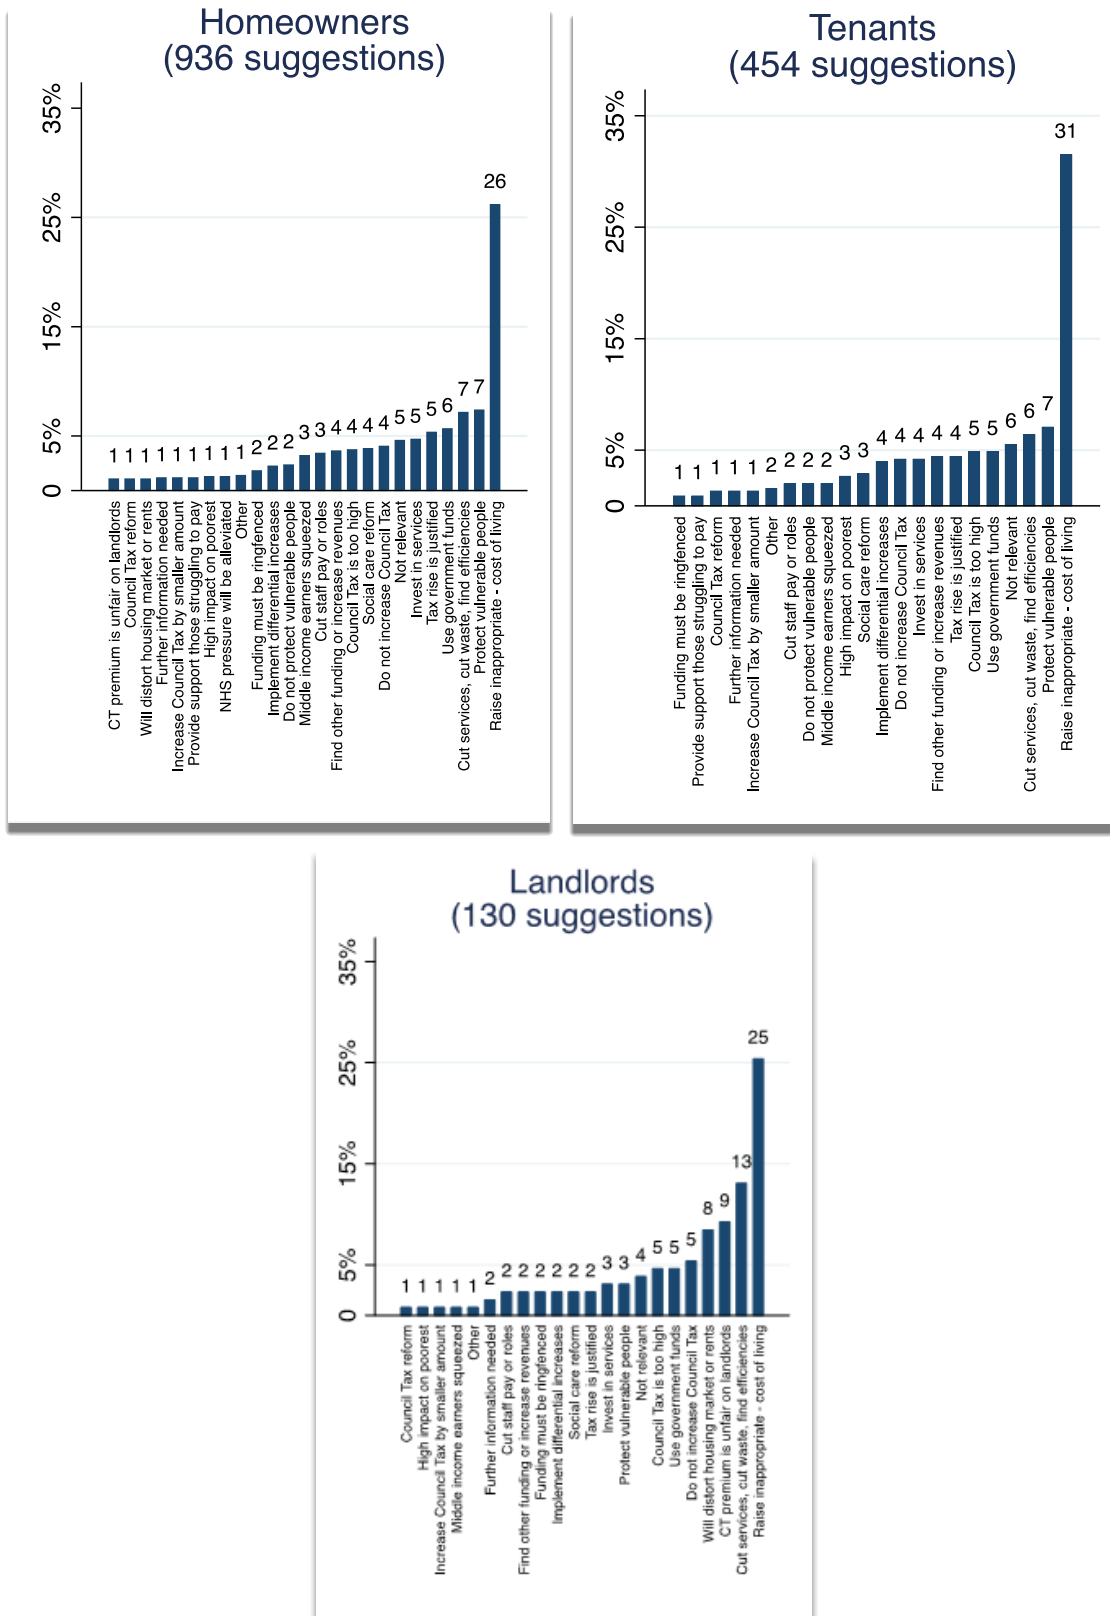 Homeowners
(936 suggestions)
35%
25%
15%
5%
0
1 1 1 1 1 1 1 1 1 2 2 2 3 3 4 4 4 4 5 5 5 6 7 7 26
CT premium is unfair on landlords
Council Tax reform
Will distort housing market or rents
Further information needed
Increase Council Tax by smaller amount
Provide support those struggling to pay
High impact on poorest
NHS pressure will be alleviated
Other
Funding must be ringfenced
Implement differential increases
Do not protect vulnerable people
Middle income earners squeezed
Cut staff pay or roles
Find other funding or increase revenues
Council Tax is too high
Social care reform
Do not increase Council Tax
Not relevant
Invest in services
Tax rise is justified
Use government funds
Cut services, cut waste, find efficiencies
Protect vulnerable people
Raise inappropriate - cost of living
Tenants
(454 suggestions)
35%
25%
15%
5%
0
1 1 1 1 1 2 2 2 2 3 3 4 4 4 4 4 5 5 6 6 7 31
Funding must be ringfenced
Provide support those struggling to pay
Council Tax reform
Further information needed
Increase Council Tax by smaller amount
Other
Cut staff pay or roles
Do not protect vulnerable people
Middle income earners squeezed
High impact on poorest
Social care reform
Implement differential increases
Do not increase Council Tax
Invest in services
Find other funding or increase revenues
Tax rise is justified
Council Tax is too high
Use government funds
Not relevant
Cut services, cut waste, find efficiencies
Protect vulnerable people
Raise inappropriate - cost of living
Landlords
(130 suggestions)
35%
25%
15%
5%
0
1 1 1 1 1 2 2 2 2 2 2 2 3 3 4 5 5 5 8 9 13 25
Council Tax reform
High impact on poorest
Increase Council Tax by smaller amount
Middle income earners squeezed
Other
Further information needed
Cut staff pay or roles
Find other funding or increase revenues
Funding must be ringfenced
Implement differential increases
Social care reform
Tax rise is justified
Invest in services
Protect vulnerable people
Not relevant
Council Tax is too high
Use government funds
Do not increase Council Tax
Will distort housing market or rents
CT premium is unfair on landlords
Cut services, cut waste, find efficiencies
Raise inappropriate - cost of living